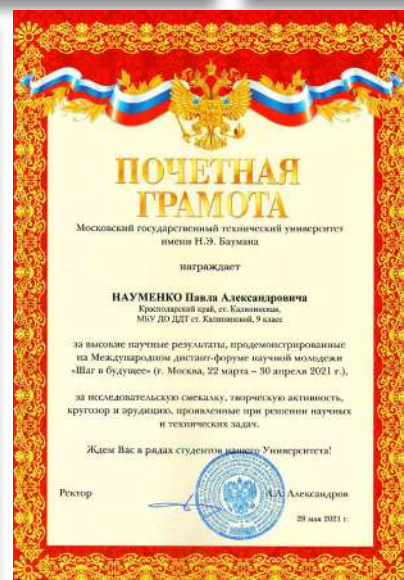 ПОЧЕТНАЯ
ГРАМОТА
Московский государственный технический университет
имени Н.Э. Баумана
награждает
НАУМЕНКО Павла Александровича
Краснодарский край, ст. Калининская,
МБУ ДО ДДТ ст. Калининской, 9 класс
за высокие научные результаты, продемонстрированные
на Международном дистант-форуме научной молодежи
«Шаг в будущее» (г. Москва, 22 марта – 30 апреля 2021 г.),
за исследовательскую смекалку, творческую активность,
кругозор и эрудицию, проявленные при решении научных
и технических задач.
Ждем Вас в рядах студентов нашего Университета!
Ректор А.А. Александров
28 мая 2021 г.